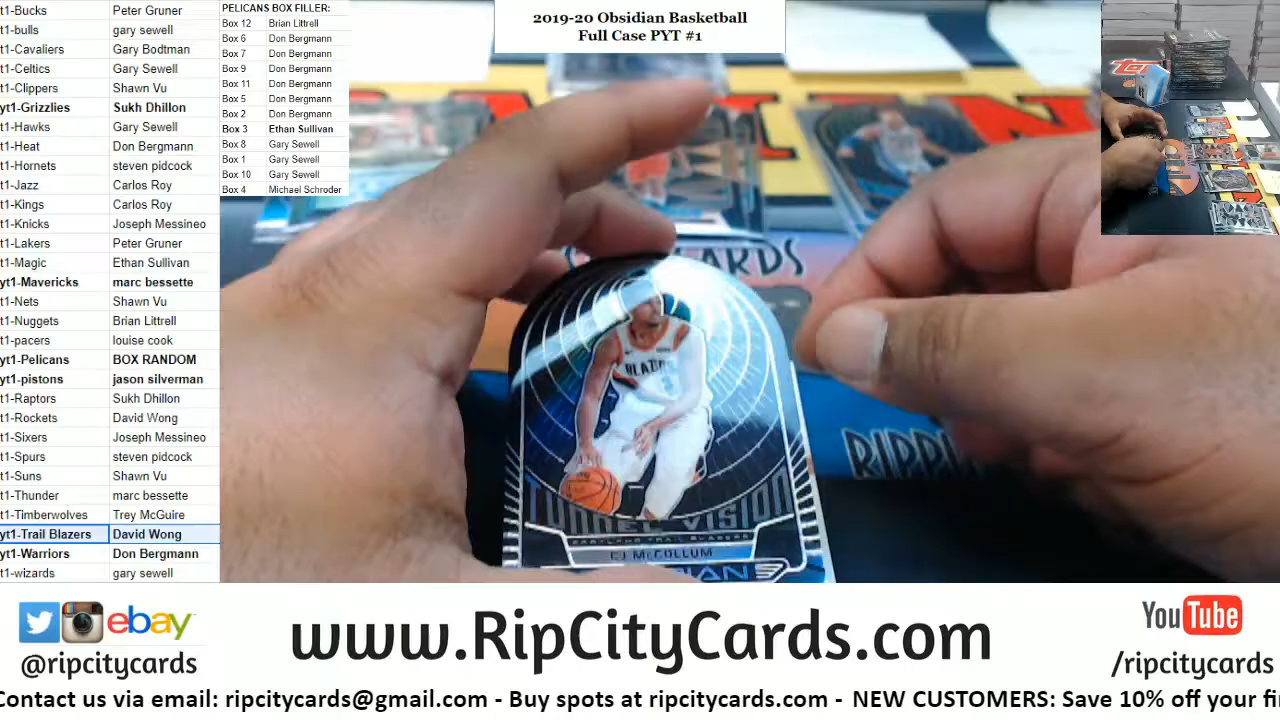 t1-Bucks Peter Gruner
t1-bulls gary sewell
t1-Cavaliers Gary Bodtman
t1-Celtics Gary Sewell
t1-Clippers Shawn Vu
yt1-Grizzlies Sukh Dhillon
t1-Hawks Gary Sewell
t1-Heat Don Bergmann
t1-Hornets steven pidcock
t1-Jazz Carlos Roy
t1-Kings Carlos Roy
t1-Knicks Joseph Messineo
t1-Lakers Peter Gruner
t1-Magic Ethan Sullivan
yt1-Mavericks marc bessette
t1-Nets Shawn Vu
t1-Nuggets Brian Littrell
t1-pacers louise cook
yt1-Pelicans BOX RANDOM
yt1-pistons jason silverman
t1-Raptors Sukh Dhillon
t1-Rockets David Wong
t1-Sixers Joseph Messineo
t1-Spurs steven pidcock
t1-Suns Shawn Vu
t1-Thunder marc bessette
t1-Timberwolves Trey McGuire
yt1-Trail Blazers David Wong
yt1-Warriors Don Bergmann
t1-wizards gary sewell
PELICANS BOX FILLER:
Box 12 Brian Littrell
Box 6 Don Bergmann
Box 7 Don Bergmann
Box 9 Don Bergmann
Box 11 Don Bergmann
Box 5 Don Bergmann
Box 2 Don Bergmann
Box 3 Ethan Sullivan
Box 8 Gary Sewell
Box 1 Gary Sewell
Box 10 Gary Sewell
Box 4 Michael Schroder
2019-20 Obsidian Basketball
Full Case PYT #1
CARDS
BLAZERS
TUNNEL VISION
PORTLAND TRAIL BLAZERS
CJ McCOLLUM
RIPPI
ebay
@ripcitycards
www.RipCityCards.com
YouTube
/ripcitycards
Contact us via email: ripcitycards@gmail.com - Buy spots at ripcitycards.com - NEW CUSTOMERS: Save 10% off your fi